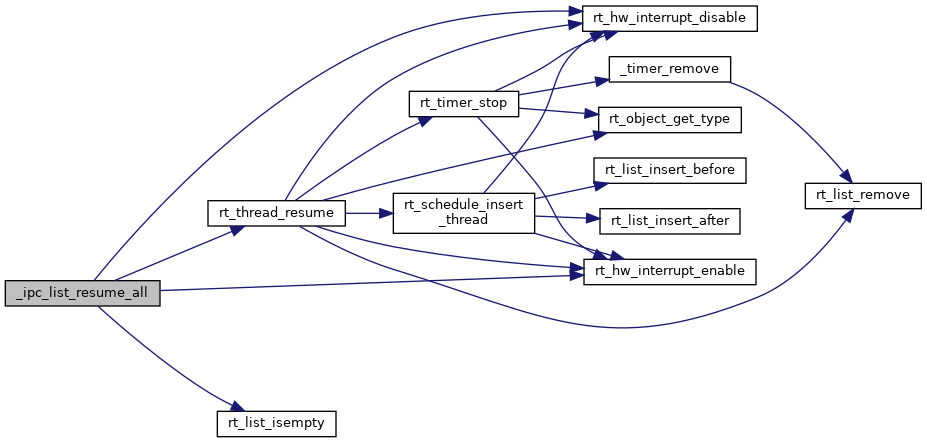 rt_hw_interrupt_disable
_timer_remove
rt_timer_stop
rt_object_get_type
rt_list_insert_before
rt_list_remove
rt_schedule_insert
_thread
rt_thread_resume
rt_list_insert_after
rt_hw_interrupt_enable
_ipc_list_resume_all
rt_list_isempty